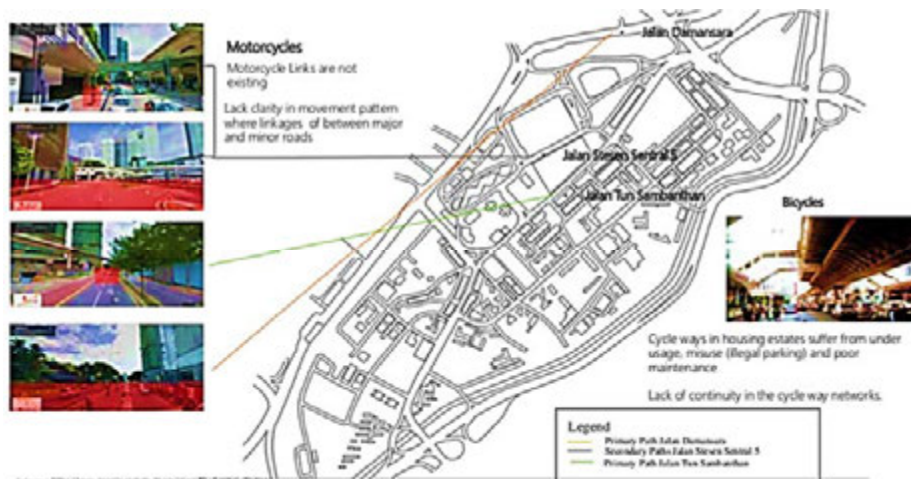 Motorcycles
Motorcycle Links are not
existing
Lack clarity in movement pattern
where linkages of between major
and minor roads
Jalan Damansara
Jalan Stesen Sentral 5
Jalan Tun Sambanthan
Bicycles
Cycle ways in housing estates suffer from under
usage, misuse (illegal parking) and poor
maintenance
Lack of continuity in the cycle way networks.
Legend
Primary Path Jalan Damansara
Secondary Paths Jalan Stesen Sentral 5
Primary Path Jalan Tun Sambanthan